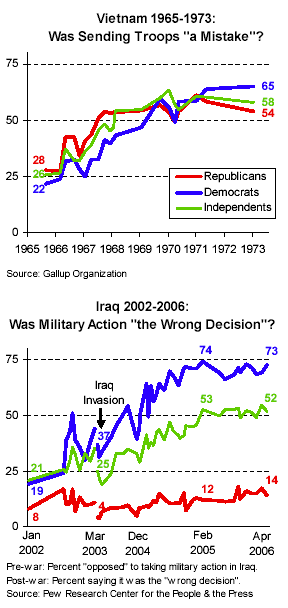 Vietnam 1965-1973:
Was Sending Troops "a Mistake"?
75
50
25
0
28
26
22
65
58
54
Republicans
Democrats
Independents
1965 1966 1967 1968 1969 1970 1971 1972 1973
Source: Gallup Organization
Iraq 2002-2006:
Was Military Action "the Wrong Decision"?
75
50
25
0
Iraq
Invasion
21
19
8
37
25
4
74
53
12
73
52
14
Jan Mar Dec Feb Apr
2002 2003 2004 2005 2006
Pre-war: Percent "opposed" to taking military action in Iraq.
Post-war: Percent saying it was the "wrong decision".
Source: Pew Research Center for the People & the Press